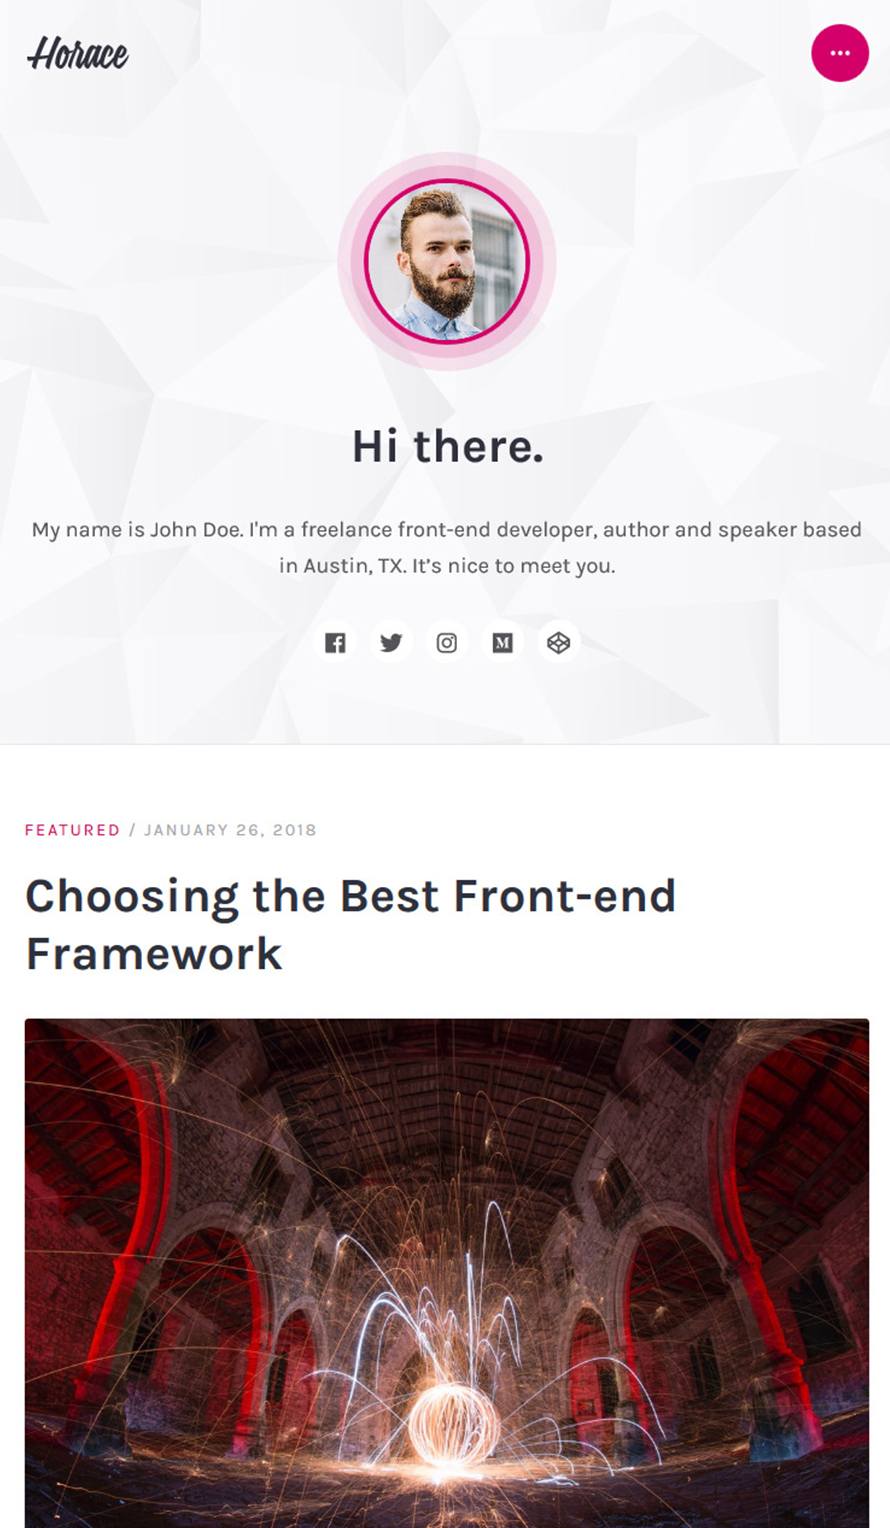 Horace
Hi there.
My name is John Doe. I'm a freelance front-end developer, author and speaker based
in Austin, TX. It’s nice to meet you.
FEATURED / JANUARY 26, 2018
Choosing the Best Front-end
Framework